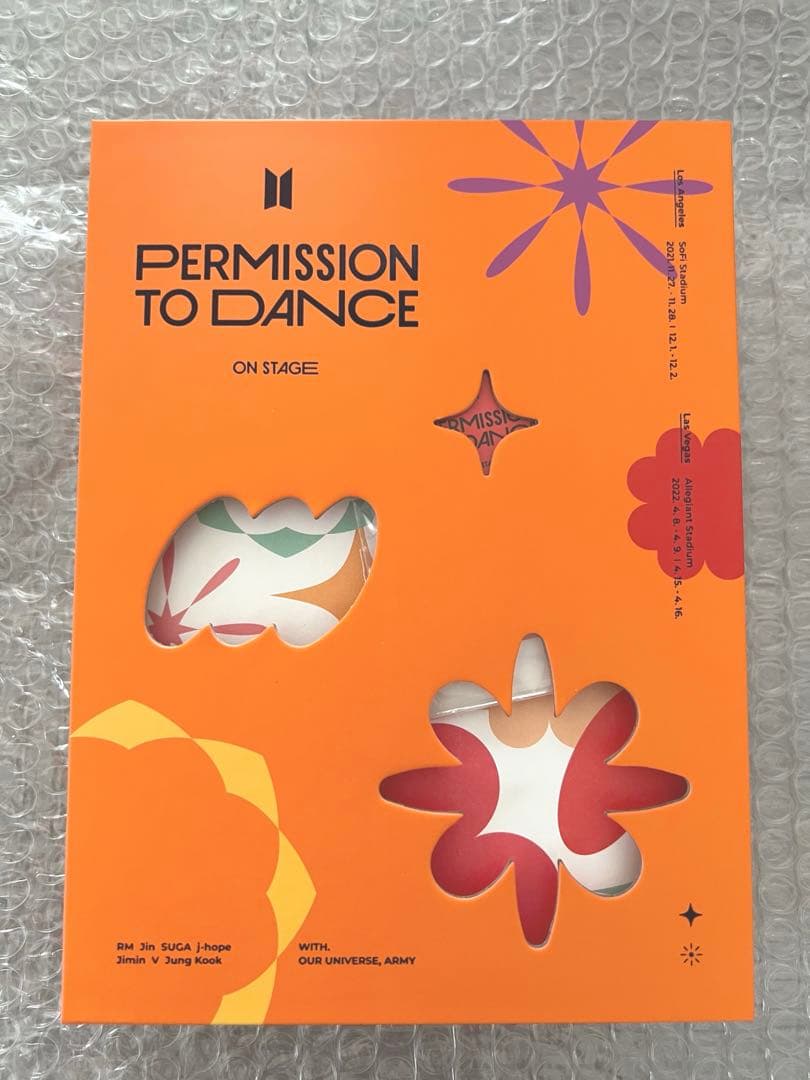 PERMISSION
TO DANCE
ON STAGE
Los Angeles SoFi Stadium
2021. 11. 27. - 11. 28. | 12. 1. - 12. 2.
Las Vegas Allegiant Stadium
2022. 4. 8. - 4. 9. | 4. 15. - 4. 16.
ERMISSI
DANC
RM Jin SUGA j-hope
Jimin V Jung Kook
WITH.
OUR UNIVERSE, ARMY